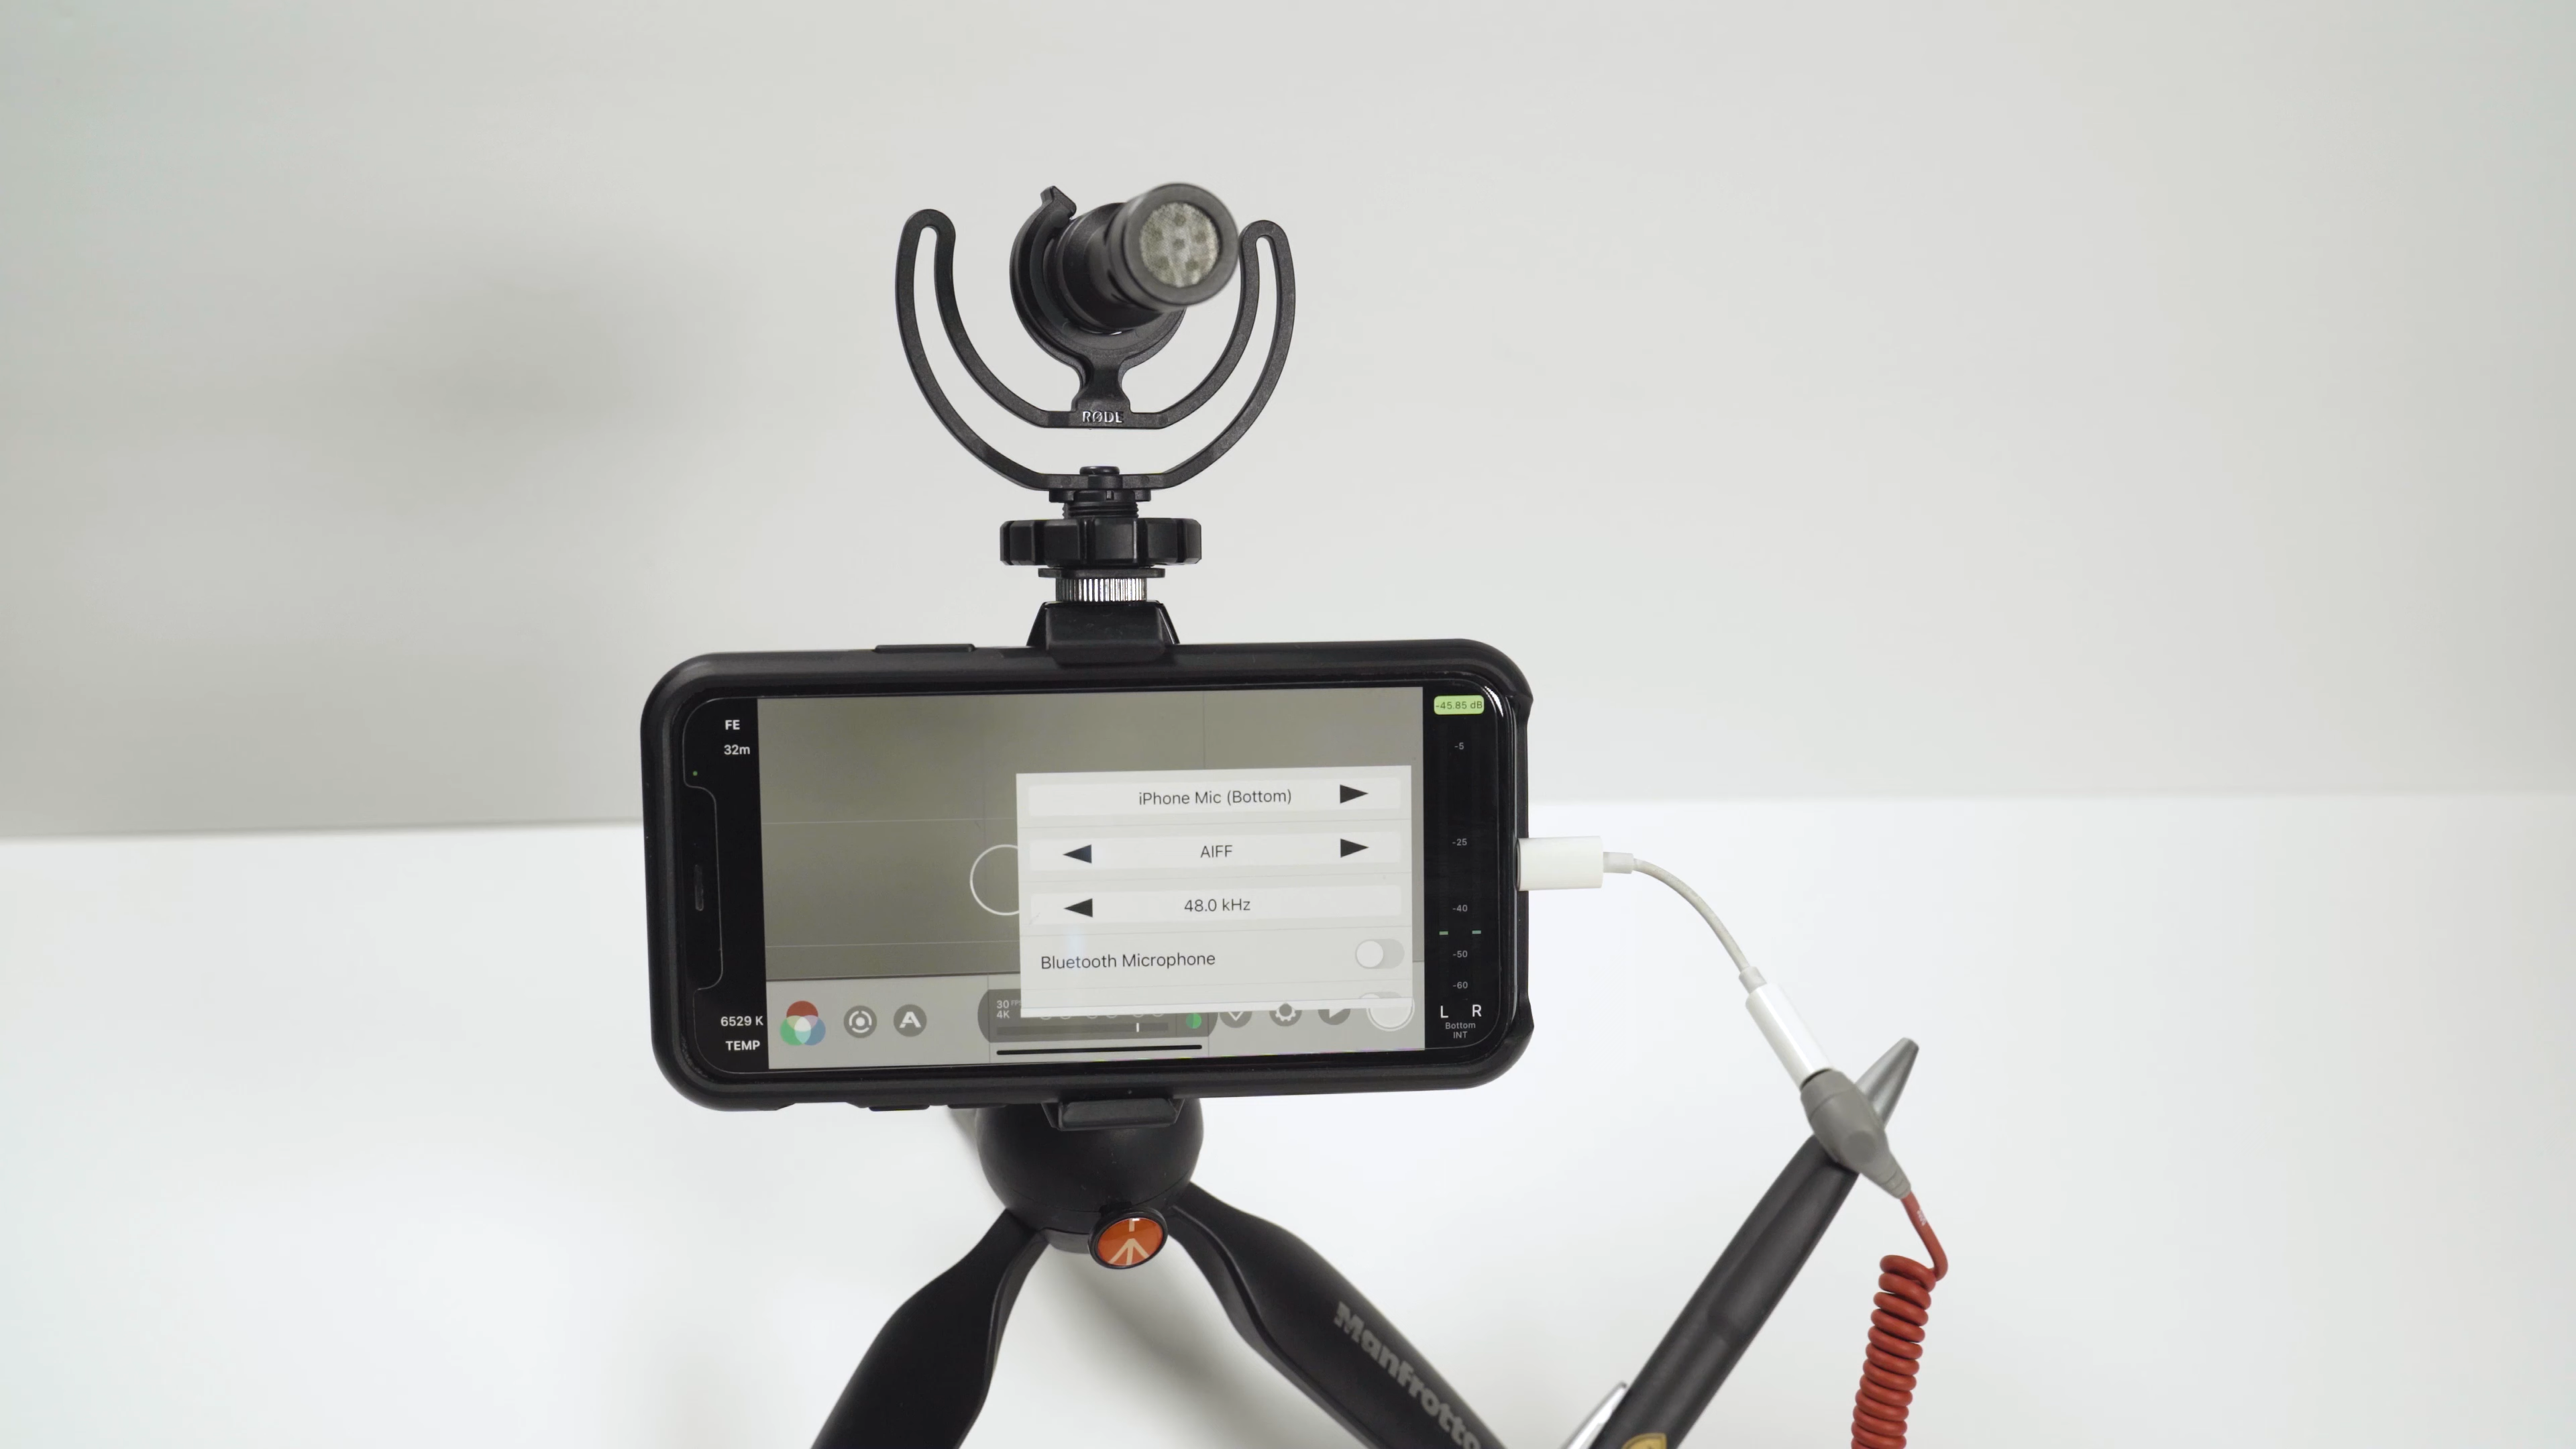 RØDE
FE
32m
-45.85 dB
-5
iPhone Mic (Bottom)
AIFF
-25
48.0 kHz
-40
Bluetooth Microphone
-50
-60
30 FPS
4K
6529 K
TEMP
L R
Bottom
INT
Manfrotto